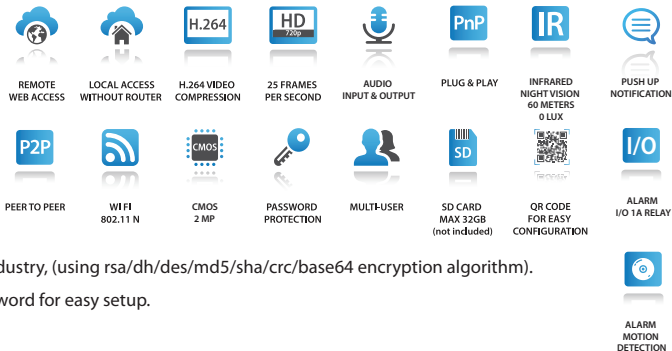 H.264
HD
720p
PnP
IR
REMOTE
WEB ACCESS
LOCAL ACCESS
WITHOUT ROUTER
H.264 VIDEO
COMPRESSION
25 FRAMES
PER SECOND
AUDIO
INPUT & OUTPUT
PLUG & PLAY
INFRARED
NIGHT VISION
60 METERS
0 LUX
PUSH UP
NOTIFICATION
P2P
CMOS
SD
I/O
PEER TO PEER
WI FI
802.11 N
CMOS
2 MP
PASSWORD
PROTECTION
MULTI-USER
SD CARD
MAX 32GB
(not included)
QR CODE
FOR EASY
CONFIGURATION
ALARM
I/O 1A RELAY
dustry, (using rsa/dh/des/md5/sha/crc/base64 encryption algorithm).
word for easy setup.
ALARM
MOTION
DETECTION